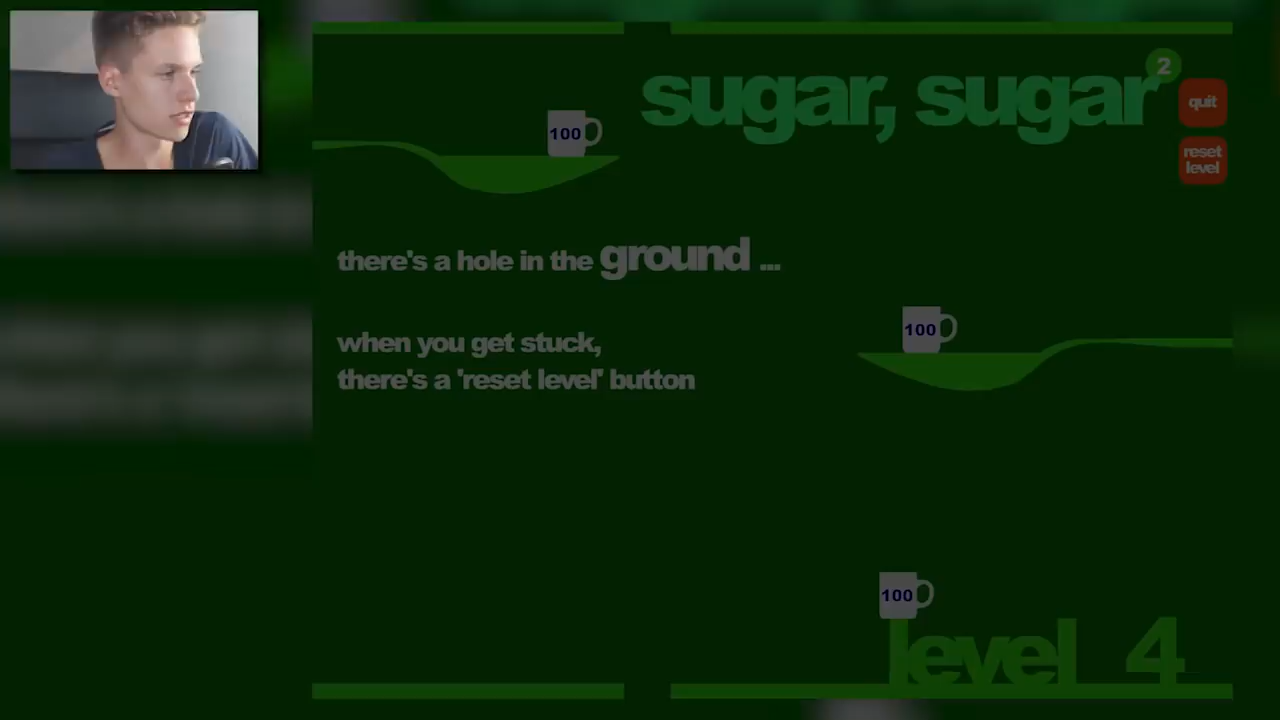 sugar, sugar
2
quit
reset
level
100
there's a hole in the ground ...
100
when you get stuck,
there's a 'reset level' button
100
level 4